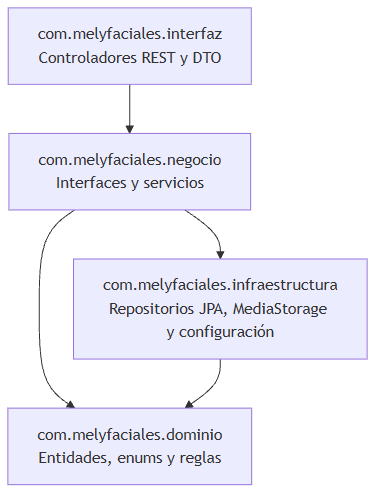 com.melyfaciales.interfaz
Controladores REST y DTO
com.melyfaciales.negocio
Interfaces y servicios
com.melyfaciales.infraestructura
Repositorios JPA, MediaStorage
y configuración
com.melyfaciales.dominio
Entidades, enums y reglas